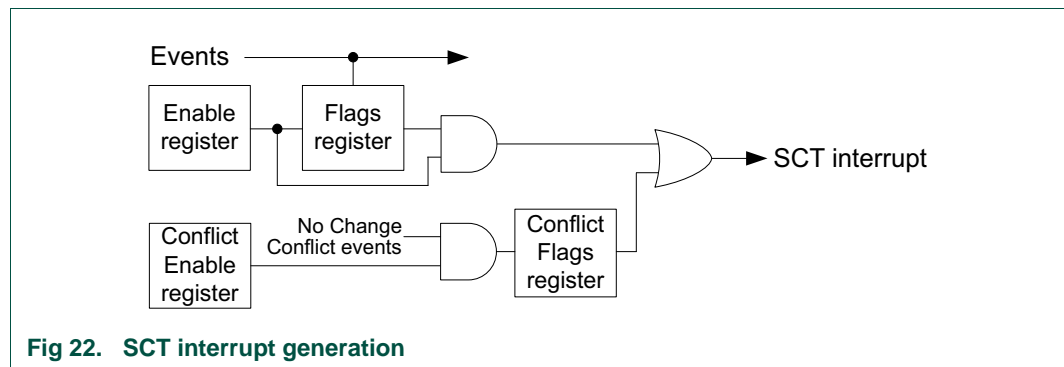 Events
Enable
register
Flags
register
SCT interrupt
No Change
Conflict events
Conflict
Enable
register
Conflict
Flags
register
Fig 22. SCT interrupt generation